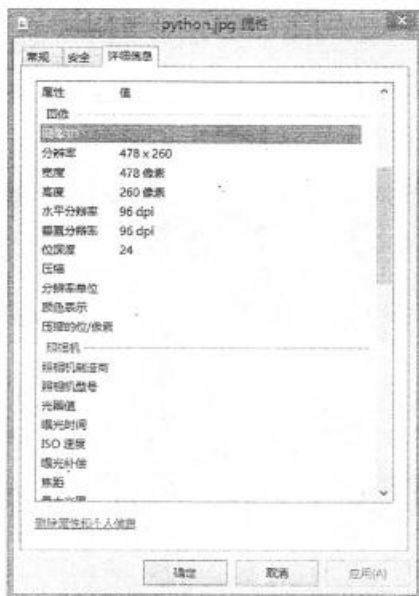 python.jpg 属性
常规 安全 详细信息
属性 值
图像
分辨率 478 x 260
宽度 478 像素
高度 260 像素
水平分辨率 96 dpi
垂直分辨率 96 dpi
位深度 24
压缩
分辨率单位
颜色表示
压缩的位/像素
照相机
照相机制造商
照相机型号
光圈值
曝光时间
ISO 速度
曝光补偿
焦距
最大光圈
删除属性和个人信息
确定 取消 应用(A)